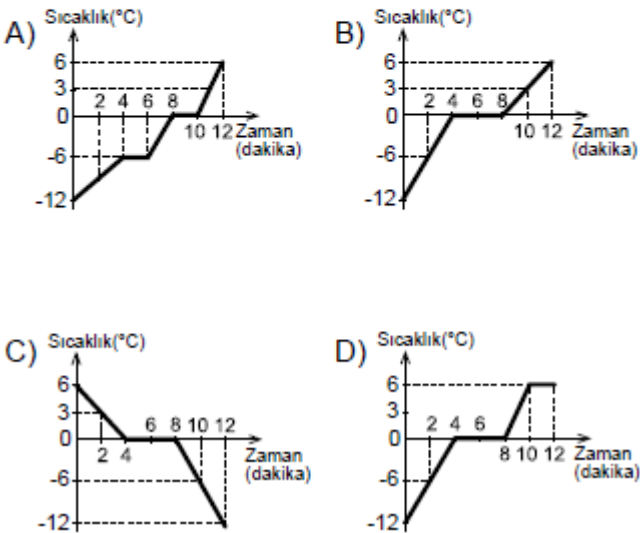 A) Sıcaklık(°C)
6
3
2 4 6 8
0
10 12 Zaman
(dakika)
-6
-12
B) Sıcaklık(°C)
6
3
2 4 6 8
0
10 12 Zaman
(dakika)
-6
-12
C) Sıcaklık(°C)
6
3
6 8 10 12
0
2 4 Zaman
(dakika)
-6
-12
D) Sıcaklık(°C)
6
2 4 6
0
8 10 12 Zaman
(dakika)
-6
-12